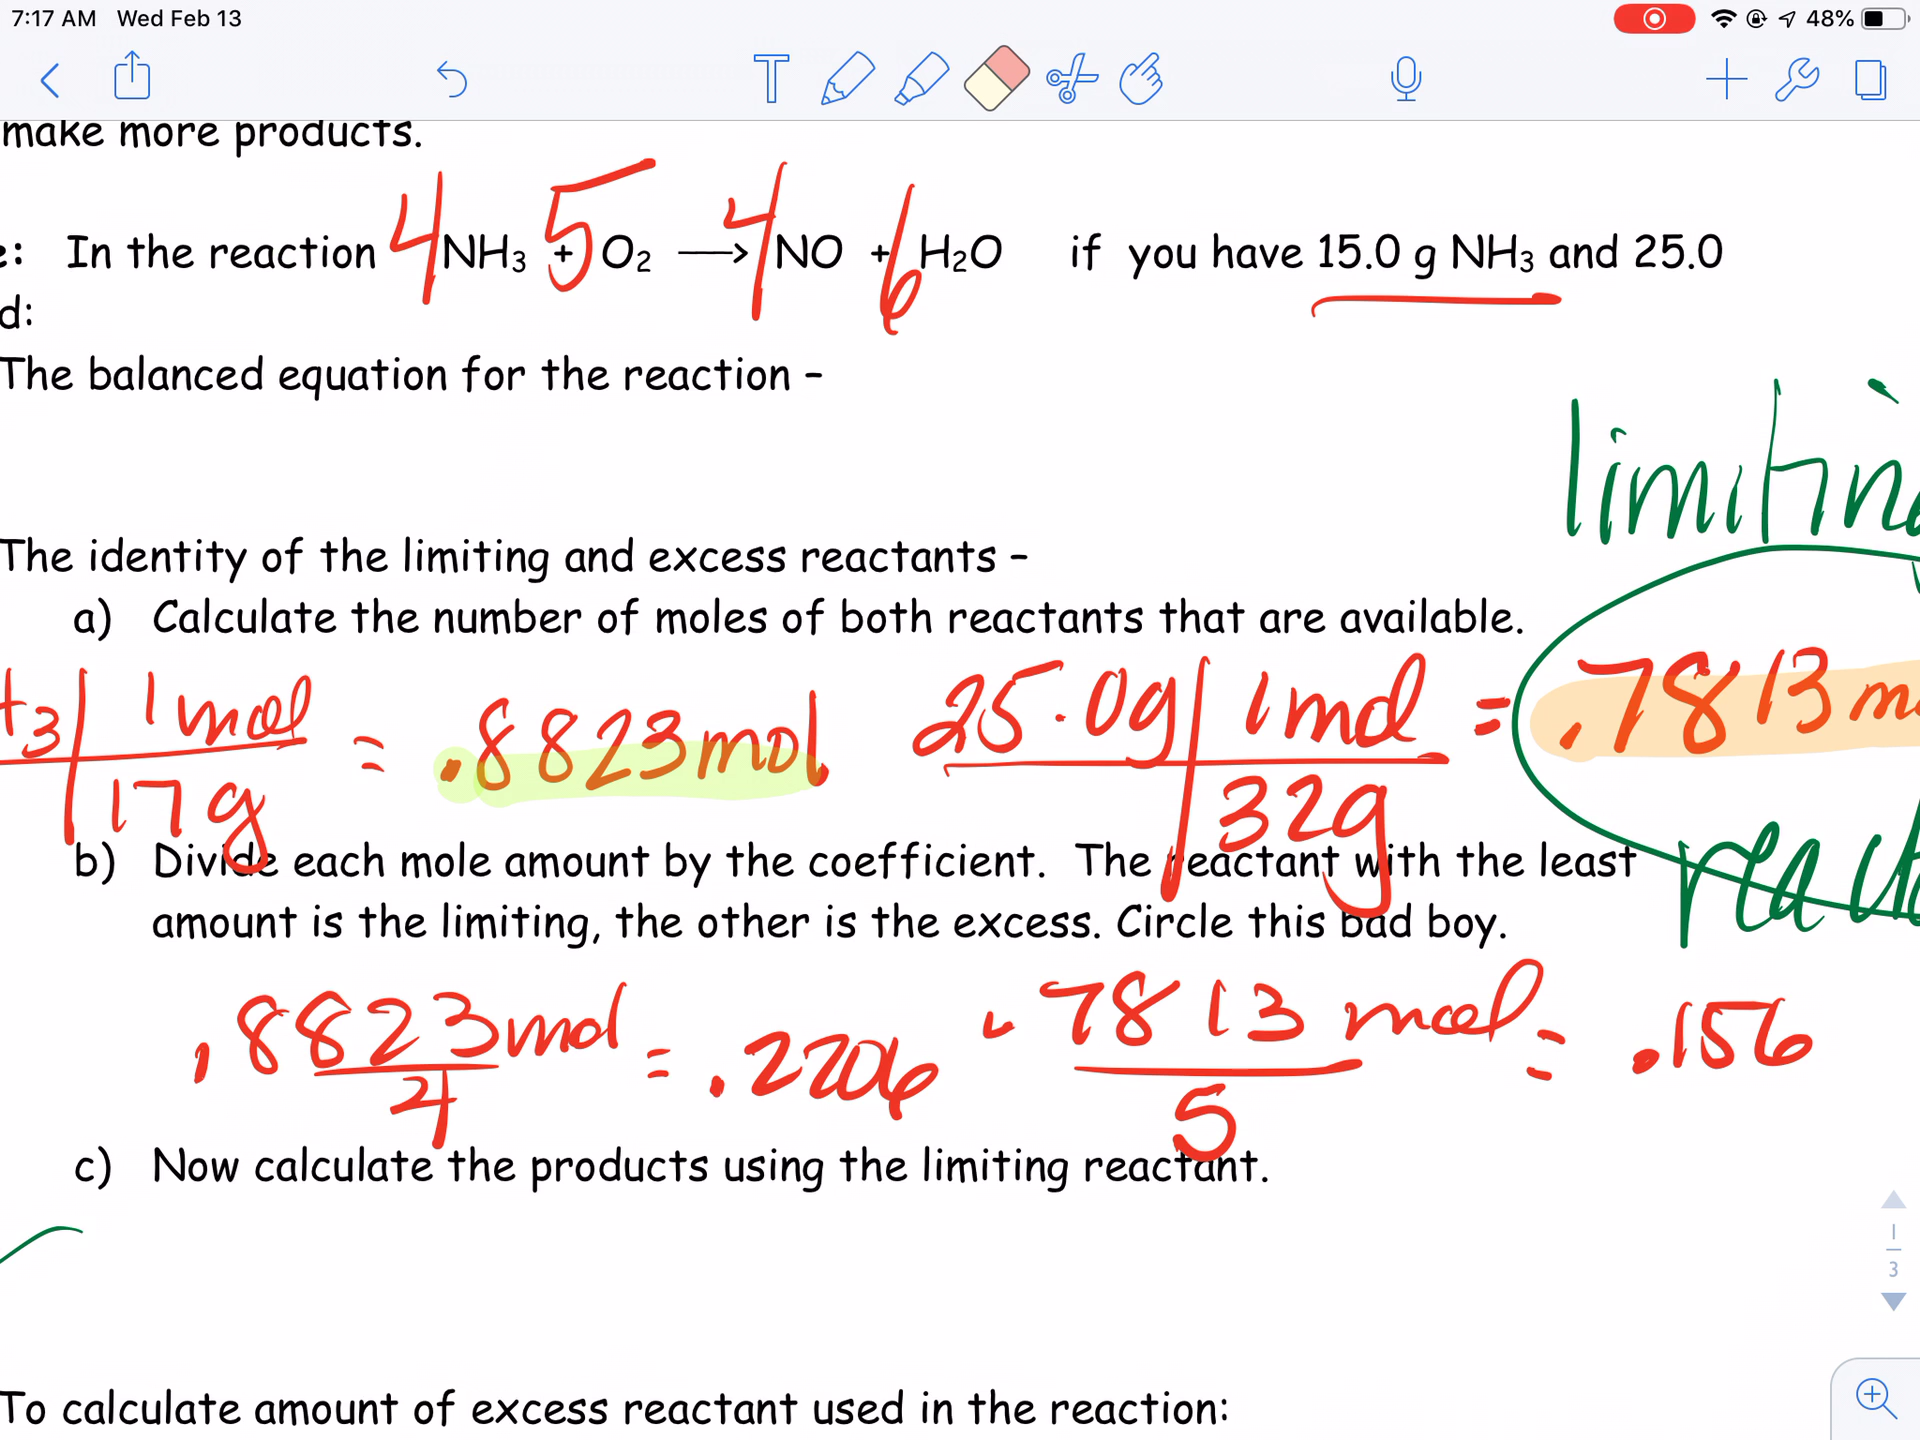 7:17 AM Wed Feb 13 48%
T
make more products.
e: In the reaction 4 NH₃ + 5 O₂ ⟶ 4 NO + 6 H₂O if you have 15.0 g NH₃ and 25.0
d:
The balanced equation for the reaction –
limiting
The identity of the limiting and excess reactants –
a) Calculate the number of moles of both reactants that are available.
H₃ | 1 mol / 17g = .8823 mol 25.0g | 1 mol / 32g = .7813 mo
b) Divide each mole amount by the coefficient. The reactant with the least
react
amount is the limiting, the other is the excess. Circle this bad boy.
.8823 mol / 4 = .2206 .7813 mol / 5 = .156
c) Now calculate the products using the limiting reactant.
1
3
To calculate amount of excess reactant used in the reaction: